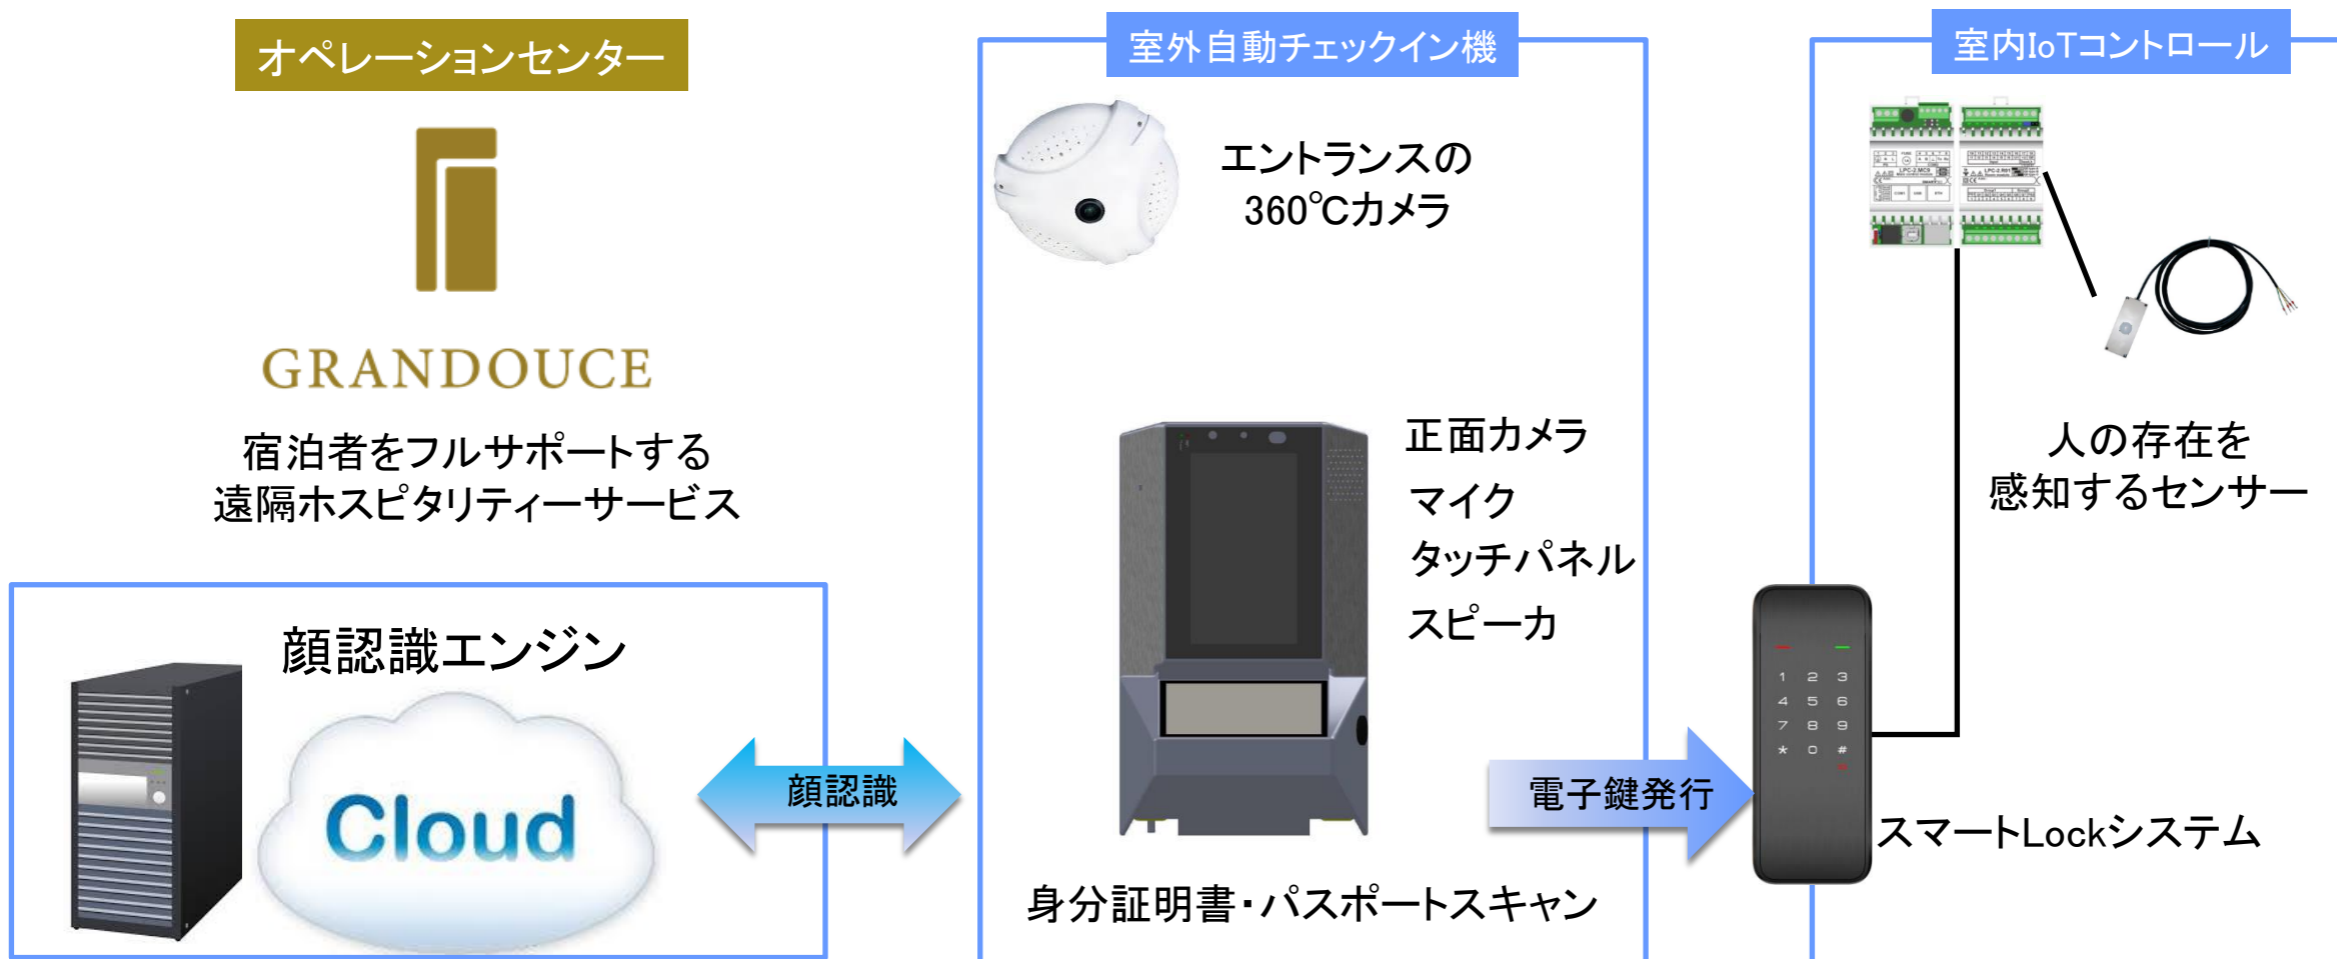 オペレーションセンター
GRANDOUCE
宿泊者をフルサポートする
遠隔ホスピタリティーサービス
顔認識エンジン
Cloud
顔認識
室外自動チェックイン機
エントランスの
360℃カメラ
正面カメラ
マイク
タッチパネル
スピーカ
身分証明書・パスポートスキャン
電子鍵発行
室内IoTコントロール
LPC-2.MC9
人の存在を
感知するセンサー
1 2 3
4 5 6
7 8 9
* 0 #
スマートLockシステム